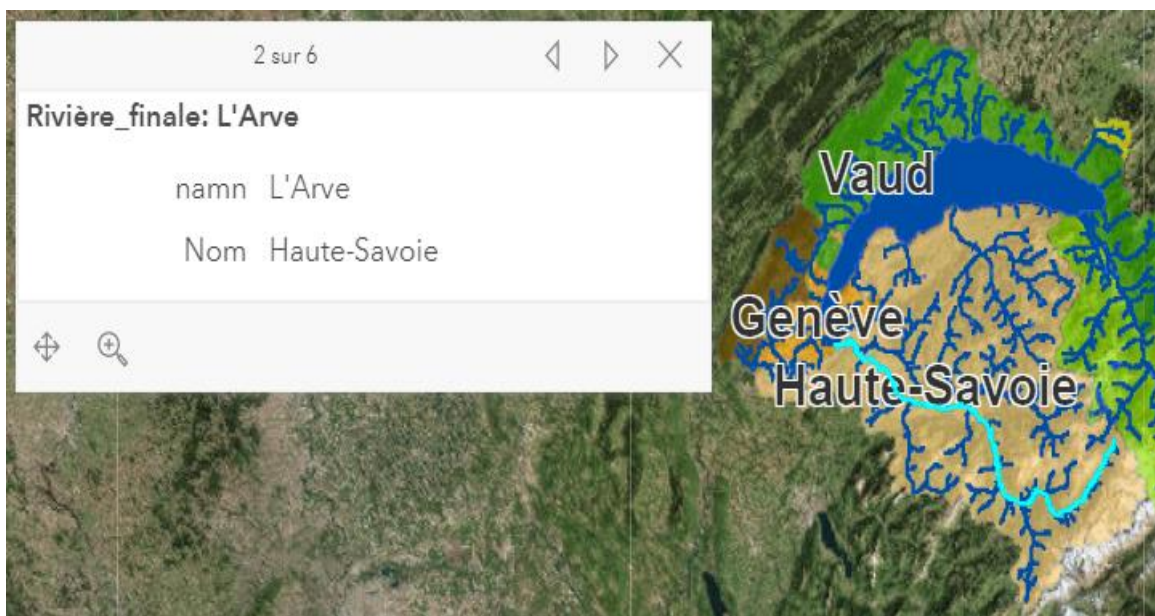 2 sur 6
Rivière_finale: L'Arve
namn L'Arve
Nom Haute-Savoie
Vaud
Genève
Haute-Savoie